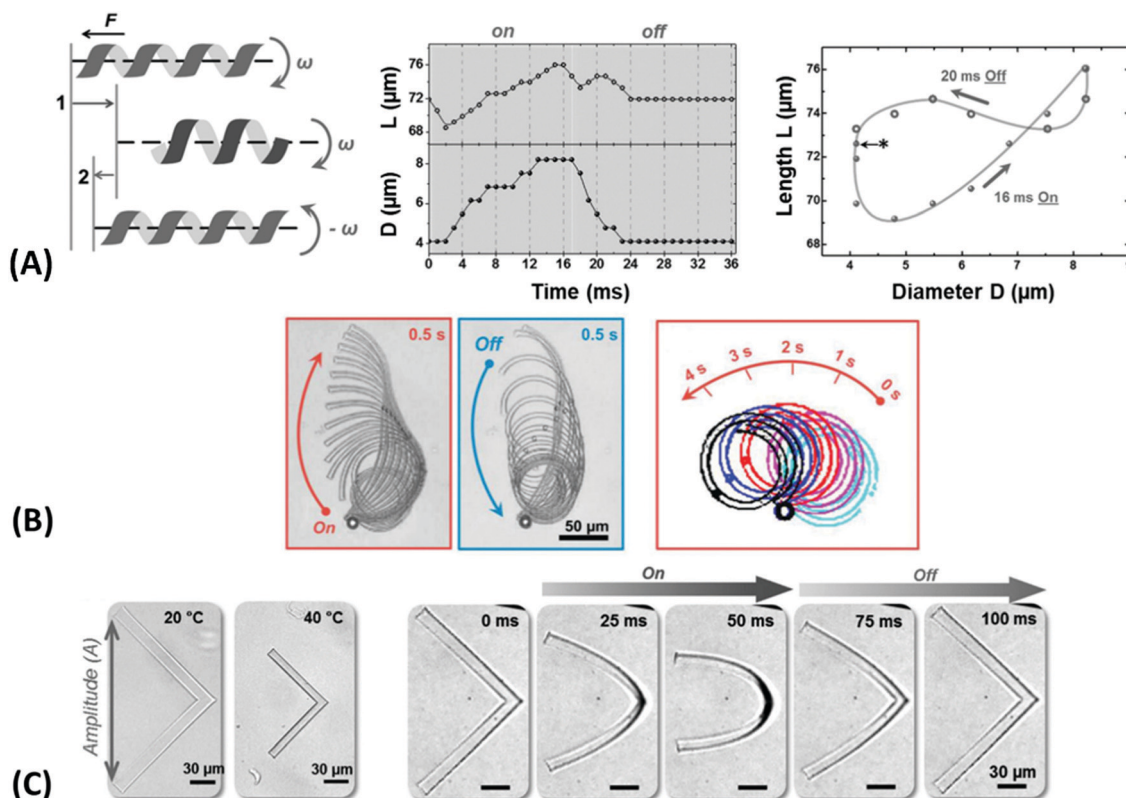 (A)
F
ω
1
ω
2
- ω
on off
L (µm)
76
72
68
D (µm)
8
6
4
0 4 8 12 16 20 24 28 32 36
Time (ms)
Length L (µm)
76
74
72
70
68
20 ms Off
*
16 ms On
4 5 6 7 8 9
Diameter D (µm)
(B)
0.5 s
On
Off
0.5 s
50 µm
4 s 3 s 2 s 1 s 0 s
(C)
On Off
Amplitude (A)
20 °C
30 µm
40 °C
30 µm
0 ms
25 ms
50 ms
75 ms
100 ms
30 µm